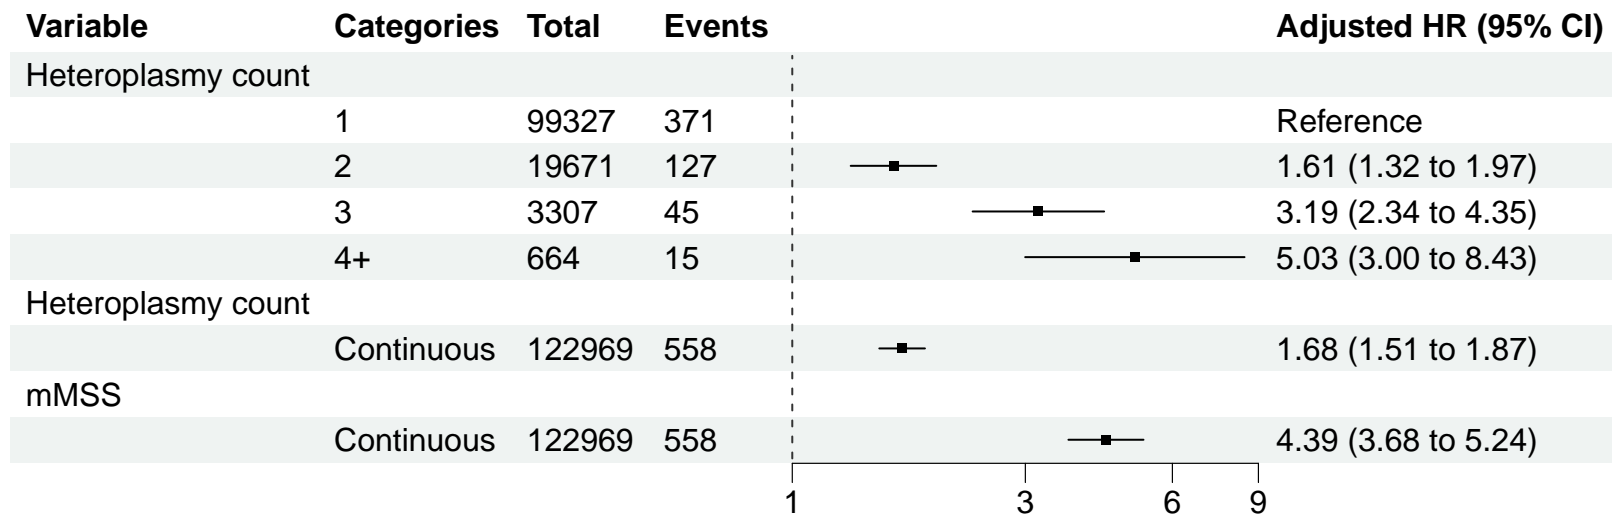 Variable Categories Total Events Adjusted HR (95% CI)
Heteroplasmy count
1 99327 371 Reference
2 19671 127 1.61 (1.32 to 1.97)
3 3307 45 3.19 (2.34 to 4.35)
4+ 664 15 5.03 (3.00 to 8.43)
Heteroplasmy count
Continuous 122969 558 1.68 (1.51 to 1.87)
mMSS
Continuous 122969 558 4.39 (3.68 to 5.24)
1 3 6 9